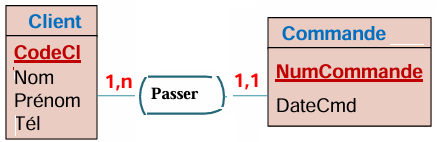 Client
CodeCl
Nom
Prénom
Tél
1,n
Passer
1,1
Commande
NumCommande
DateCmd